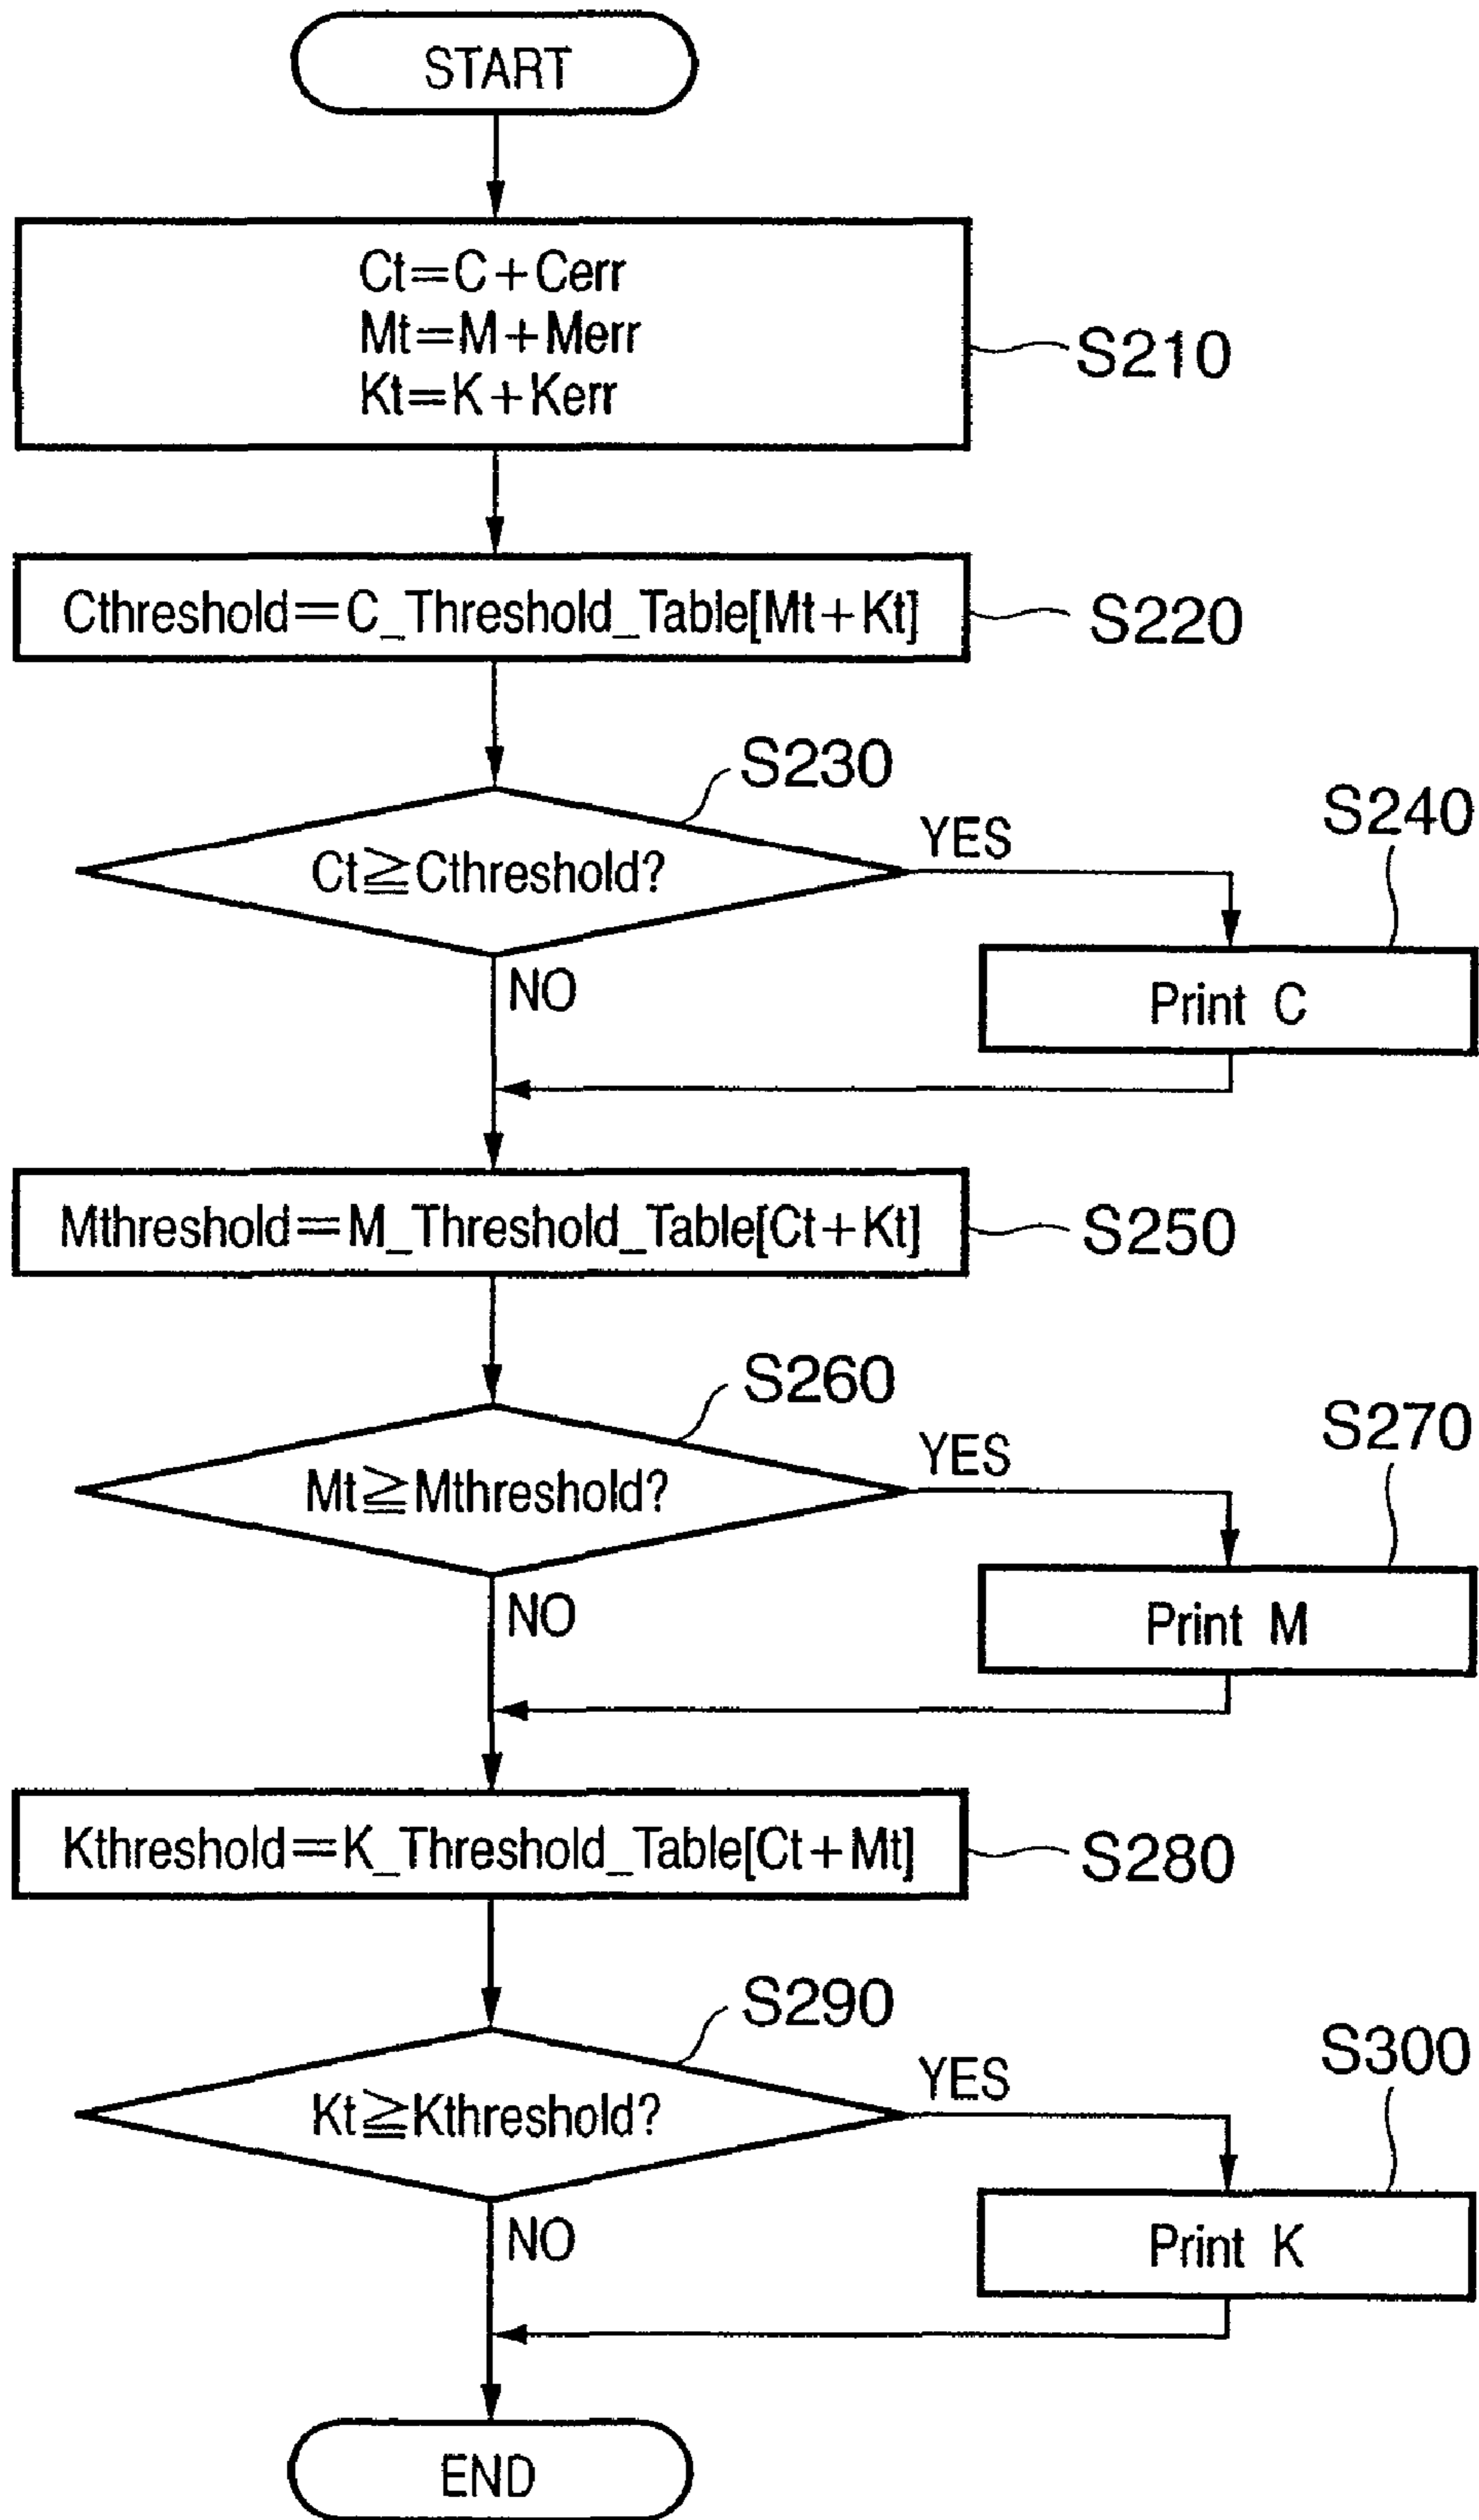 START
Ct=C+Cerr
Mt=M+Merr
Kt=K+Kerr
S210
Cthreshold=C_Threshold_Table[Mt+Kt]
S220
S230
Ct≧Cthreshold?
YES
S240
Print C
NO
Mthreshold=M_Threshold_Table[Ct+Kt]
S250
S260
Mt≧Mthreshold?
YES
S270
Print M
NO
Kthreshold=K_Threshold_Table[Ct+Mt]
S280
S290
Kt≧Kthreshold?
YES
S300
Print K
NO
END